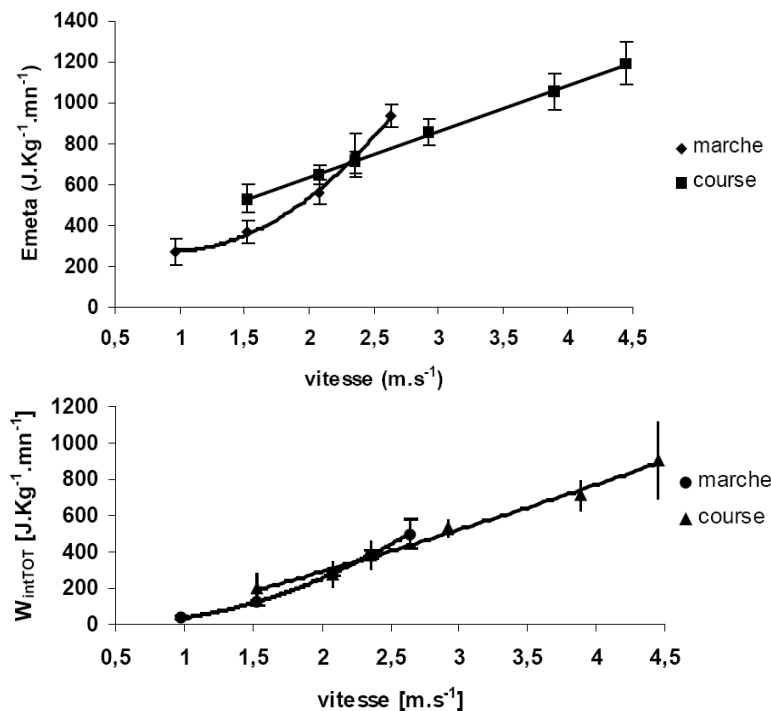 1400
1200
1000
800
600
400
200
0
Emeta (J.Kg⁻¹.mn⁻¹)
0,5 1 1,5 2 2,5 3 3,5 4 4,5
vitesse (m.s⁻¹)
marche
course
1200
1000
800
600
400
200
0
W_intTOT [J.Kg⁻¹.mn⁻¹]
0,5 1 1,5 2 2,5 3 3,5 4 4,5
vitesse [m.s⁻¹]
marche
course